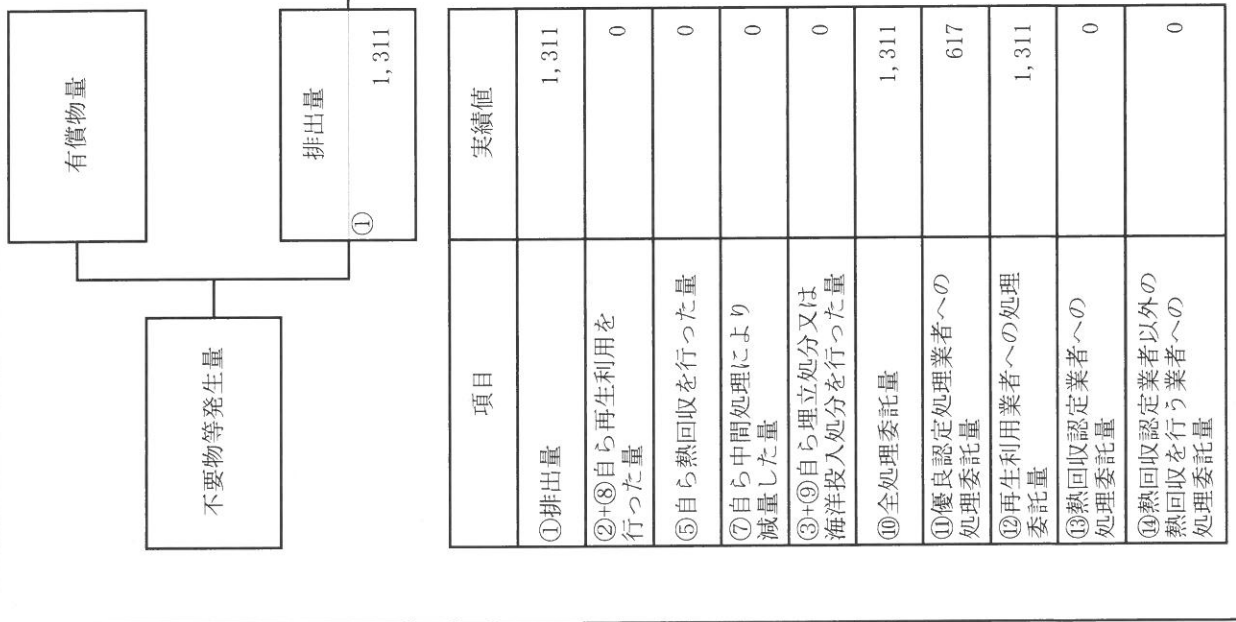 有償物量
不要物等発生量
排出量
①
1,311
項目 実績値
①排出量 1,311
②+⑧自ら再生利用を
行った量 0
⑤自ら熱回収を行った量 0
⑦自ら中間処理により
減量した量 0
③+⑨自ら埋立処分又は
海洋投入処分を行った量 0
⑩全処理委託量 1,311
⑪優良認定処理業者への
処理委託量 617
⑫再生利用業者への処理
委託量 1,311
⑬熱回収認定業者への
処理委託量 0
⑭熱回収認定業者以外の
熱回収を行う業者への
処理委託量 0